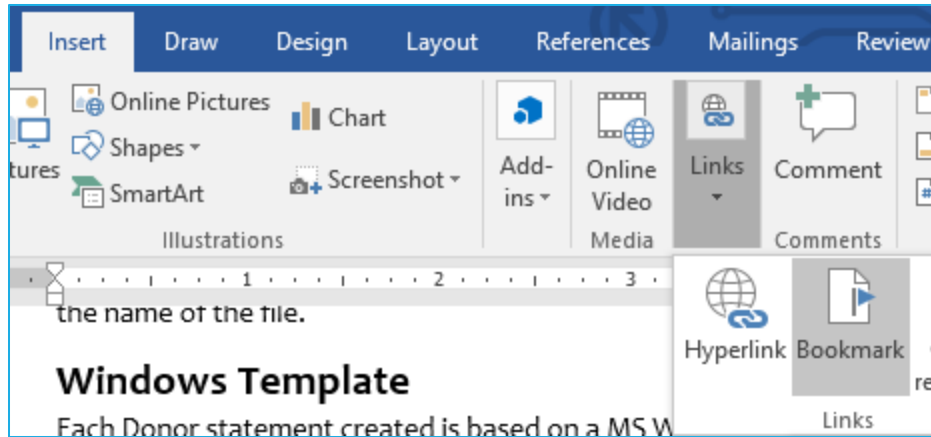 Insert Draw Design Layout References Mailings Review
Online Pictures
Shapes
SmartArt
Chart
Screenshot
Illustrations
Add-
ins
Online
Video
Media
Links
Comment
Comments
1 2 3
the name of the file.
Hyperlink Bookmark
Links
Windows Template
Each Donor statement created is based on a MS W